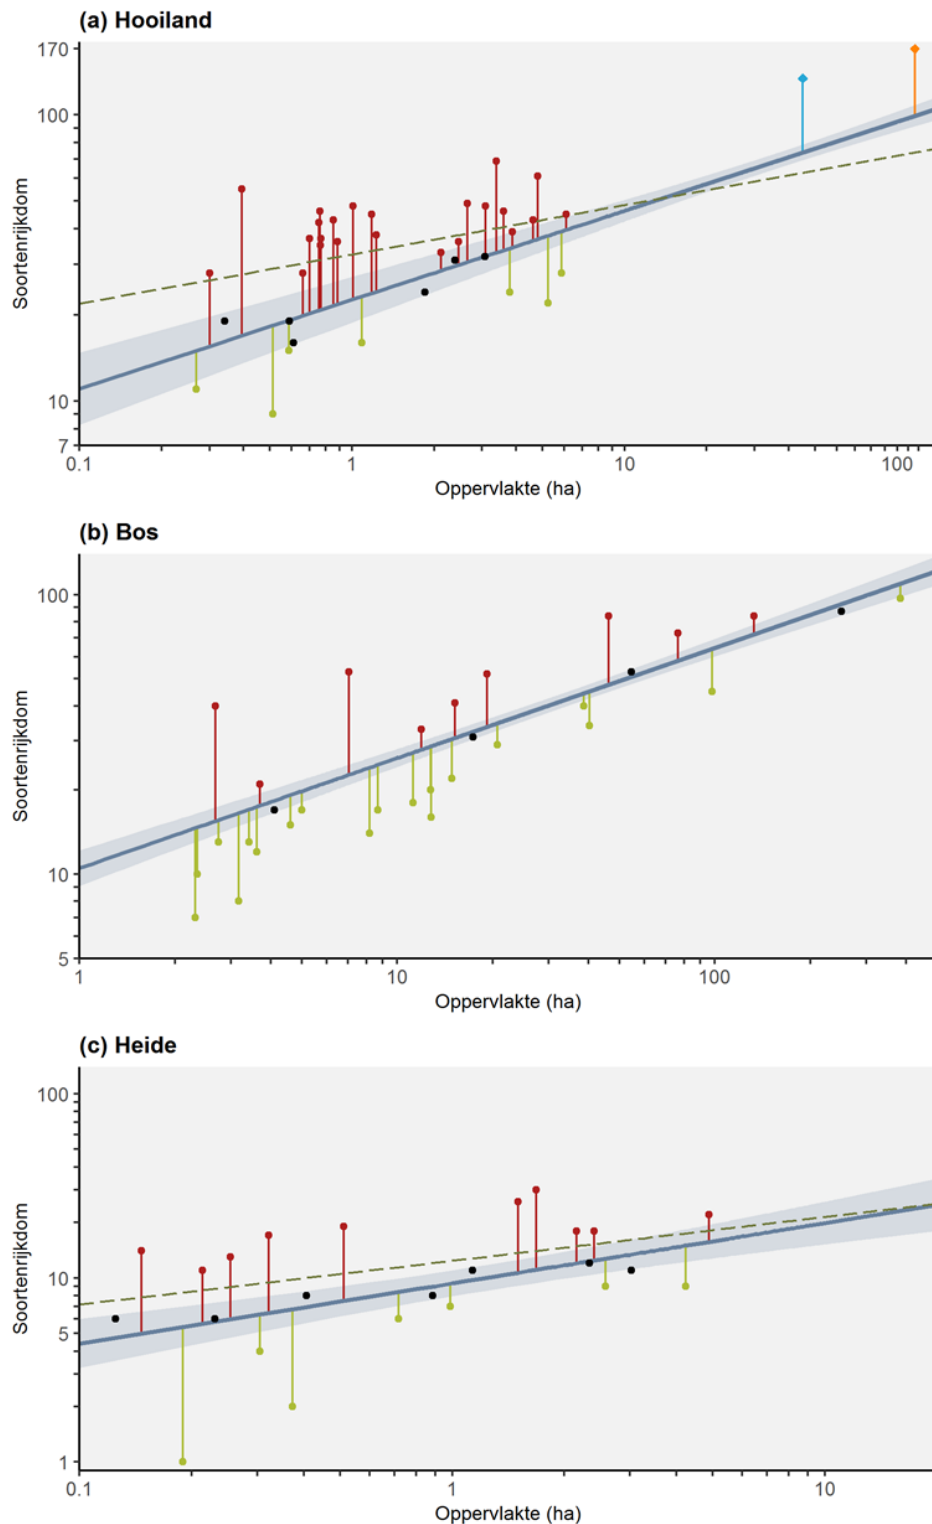 (a) Hooiland
170
100
10
7
0.1 1 10 100
Oppervlakte (ha)
Soortenrijkdom
(b) Bos
100
10
5
1 10 100
Oppervlakte (ha)
Soortenrijkdom
(c) Heide
100
10
5
1
0.1 1 10
Oppervlakte (ha)
Soortenrijkdom